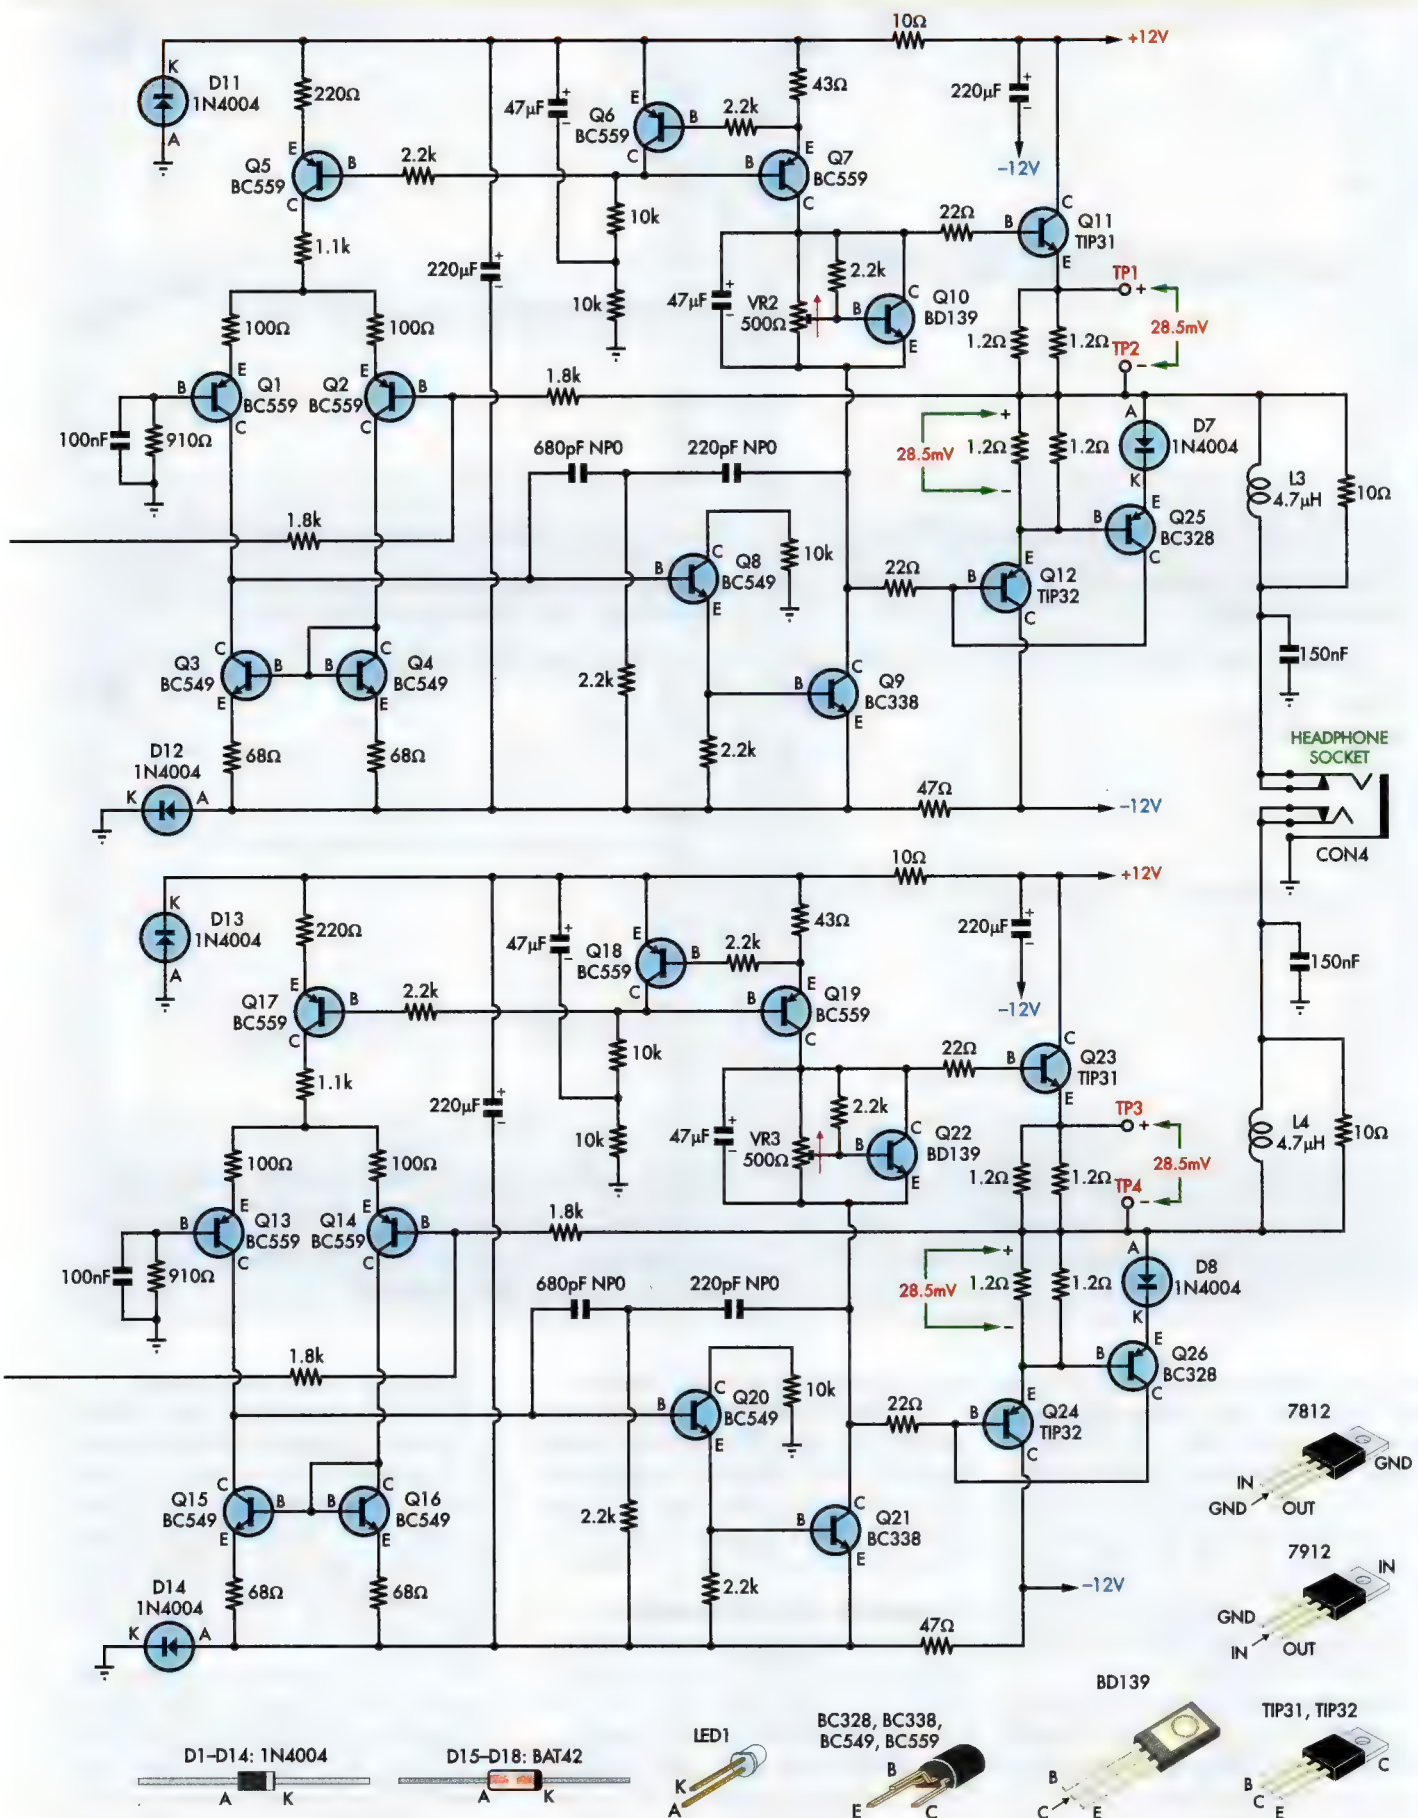 10Ω
+12V
K
D11
1N4004
A
220Ω
47µF
+
−
E
Q6
BC559
B
C
2.2k
43Ω
220µF
+
−
−12V
E
Q5
BC559
B
C
2.2k
B
E
Q7
BC559
C
10k
1.1k
220µF
+
−
10k
22Ω
B
C
Q11
TIP31
E
47µF
+
−
VR2
500Ω
2.2k
B
C
Q10
BD139
E
TP1
+
28.5mV
TP2
−
1.2Ω
1.2Ω
100Ω
100Ω
B
E
Q1
BC559
C
E
Q2
BC559
B
C
1.8k
100nF
910Ω
680pF NP0
220pF NP0
+
28.5mV
−
1.2Ω
1.2Ω
A
D7
1N4004
K
L3
4.7µH
10Ω
1.8k
B
C
Q8
BC549
E
10k
B
E
Q25
BC328
C
22Ω
B
E
Q12
TIP32
C
C
Q3
BC549
B
E
B
C
Q4
BC549
E
2.2k
B
C
Q9
BC338
E
150nF
68Ω
68Ω
2.2k
HEADPHONE
SOCKET
D12
1N4004
K
A
47Ω
−12V
CON4
10Ω
+12V
K
D13
1N4004
A
220Ω
47µF
+
−
E
Q18
BC559
B
C
2.2k
43Ω
220µF
+
−
−12V
150nF
E
Q17
BC559
B
C
2.2k
B
E
Q19
BC559
C
10k
1.1k
220µF
+
−
10k
22Ω
B
C
Q23
TIP31
E
47µF
+
−
VR3
500Ω
2.2k
B
C
Q22
BD139
E
TP3
+
28.5mV
TP4
−
1.2Ω
1.2Ω
L4
4.7µH
10Ω
100Ω
100Ω
B
E
Q13
BC559
C
E
Q14
BC559
B
C
1.8k
100nF
910Ω
680pF NP0
220pF NP0
+
28.5mV
−
1.2Ω
1.2Ω
A
D8
1N4004
K
1.8k
B
C
Q20
BC549
E
10k
B
E
Q26
BC328
C
22Ω
B
E
Q24
TIP32
C
7812
IN
GND
OUT
GND
C
Q15
BC549
B
E
B
C
Q16
BC549
E
2.2k
B
C
Q21
BC338
E
68Ω
68Ω
2.2k
−12V
7912
IN
GND
IN
OUT
D14
1N4004
K
A
47Ω
D1–D14: 1N4004
A
K
D15–D18: BAT42
A
K
LED1
K
A
BC328, BC338,
BC549, BC559
B
E
C
BD139
B
C
E
TIP31, TIP32
B
C
E
C